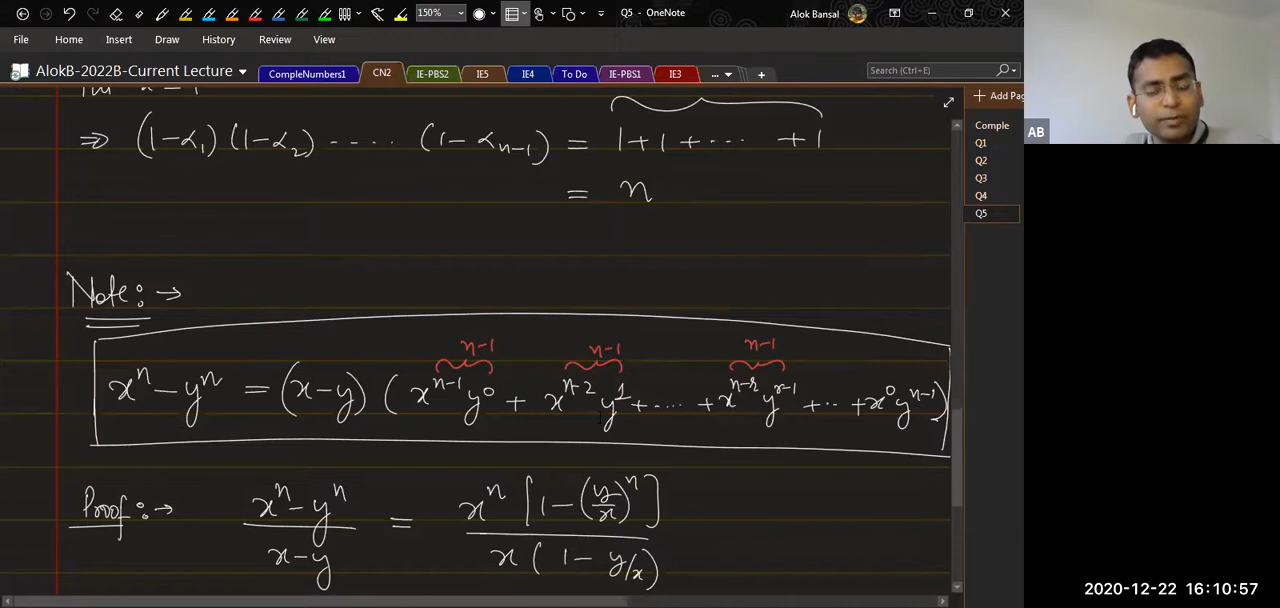 150% Q5 - OneNote Alok Bansal
File Home Insert Draw History Review View
AlokB-2022B-Current Lecture CompleNumbers1 CN2 IE-PBS2 IE5 IE4 To Do IE-PBS1 IE3 ... + Search (Ctrl+E)
+ Add Pag
Comple
Q1
Q2
Q3
Q4
Q5
AB
⇒ (1-α₁) (1-α₂) ..... (1-αₙ₋₁) = 1+1+... +1
= n
Note:→
n-1 n-1 n-1
xⁿ - yⁿ = (x-y) ( xⁿ⁻¹y⁰ + xⁿ⁻²y¹ + .... + xⁿ⁻ʳyʳ⁻¹ + .. + x⁰yⁿ⁻¹ )
Proof:→ (xⁿ - yⁿ)/(x-y) = xⁿ [1-(y/x)ⁿ] / x(1 - y/x)
2020-12-22 16:10:57